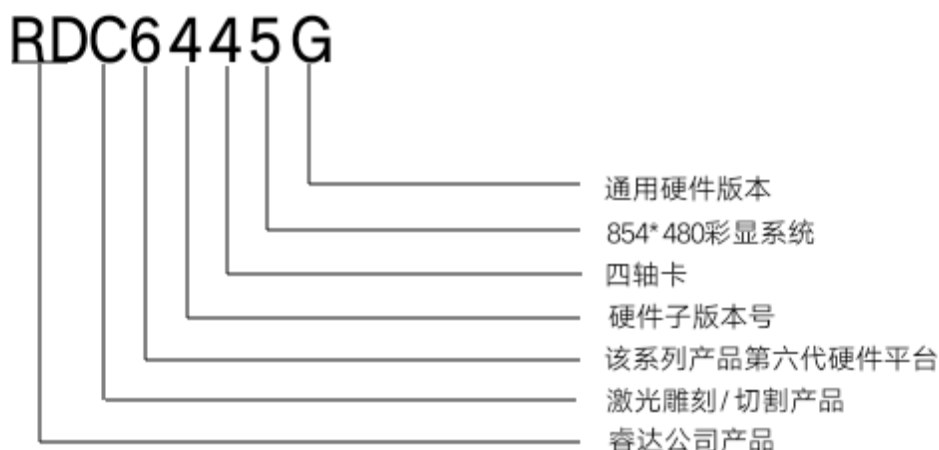 RDC6445G
通用硬件版本
854*480彩显系统
四轴卡
硬件子版本号
该系列产品第六代硬件平台
激光雕刻/切割产品
睿达公司产品